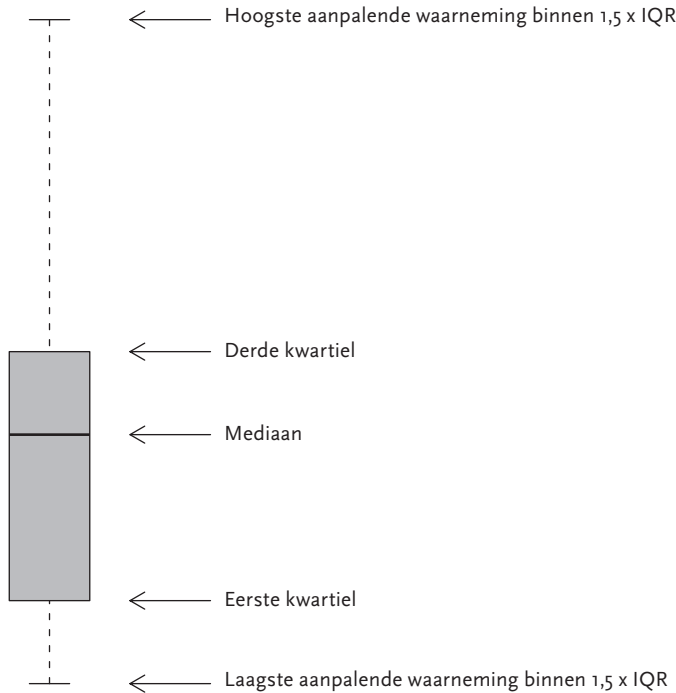 Hoogste aanpalende waarneming binnen 1,5 x IQR
Derde kwartiel
Mediaan
Eerste kwartiel
Laagste aanpalende waarneming binnen 1,5 x IQR